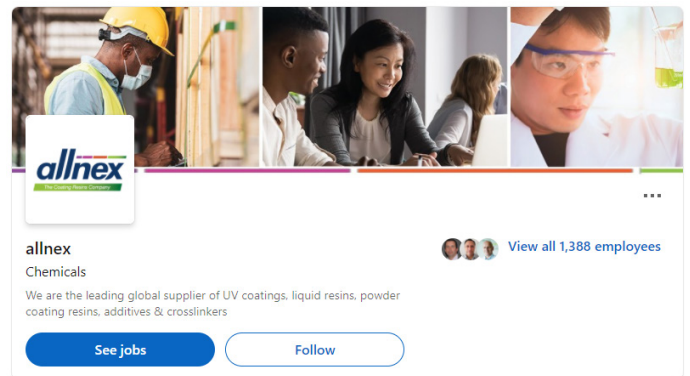 allnex
The Coating Resins Company
allnex
View all 1,388 employees
Chemicals
We are the leading global supplier of UV coatings, liquid resins, powder
coating resins, additives & crosslinkers
See jobs
Follow